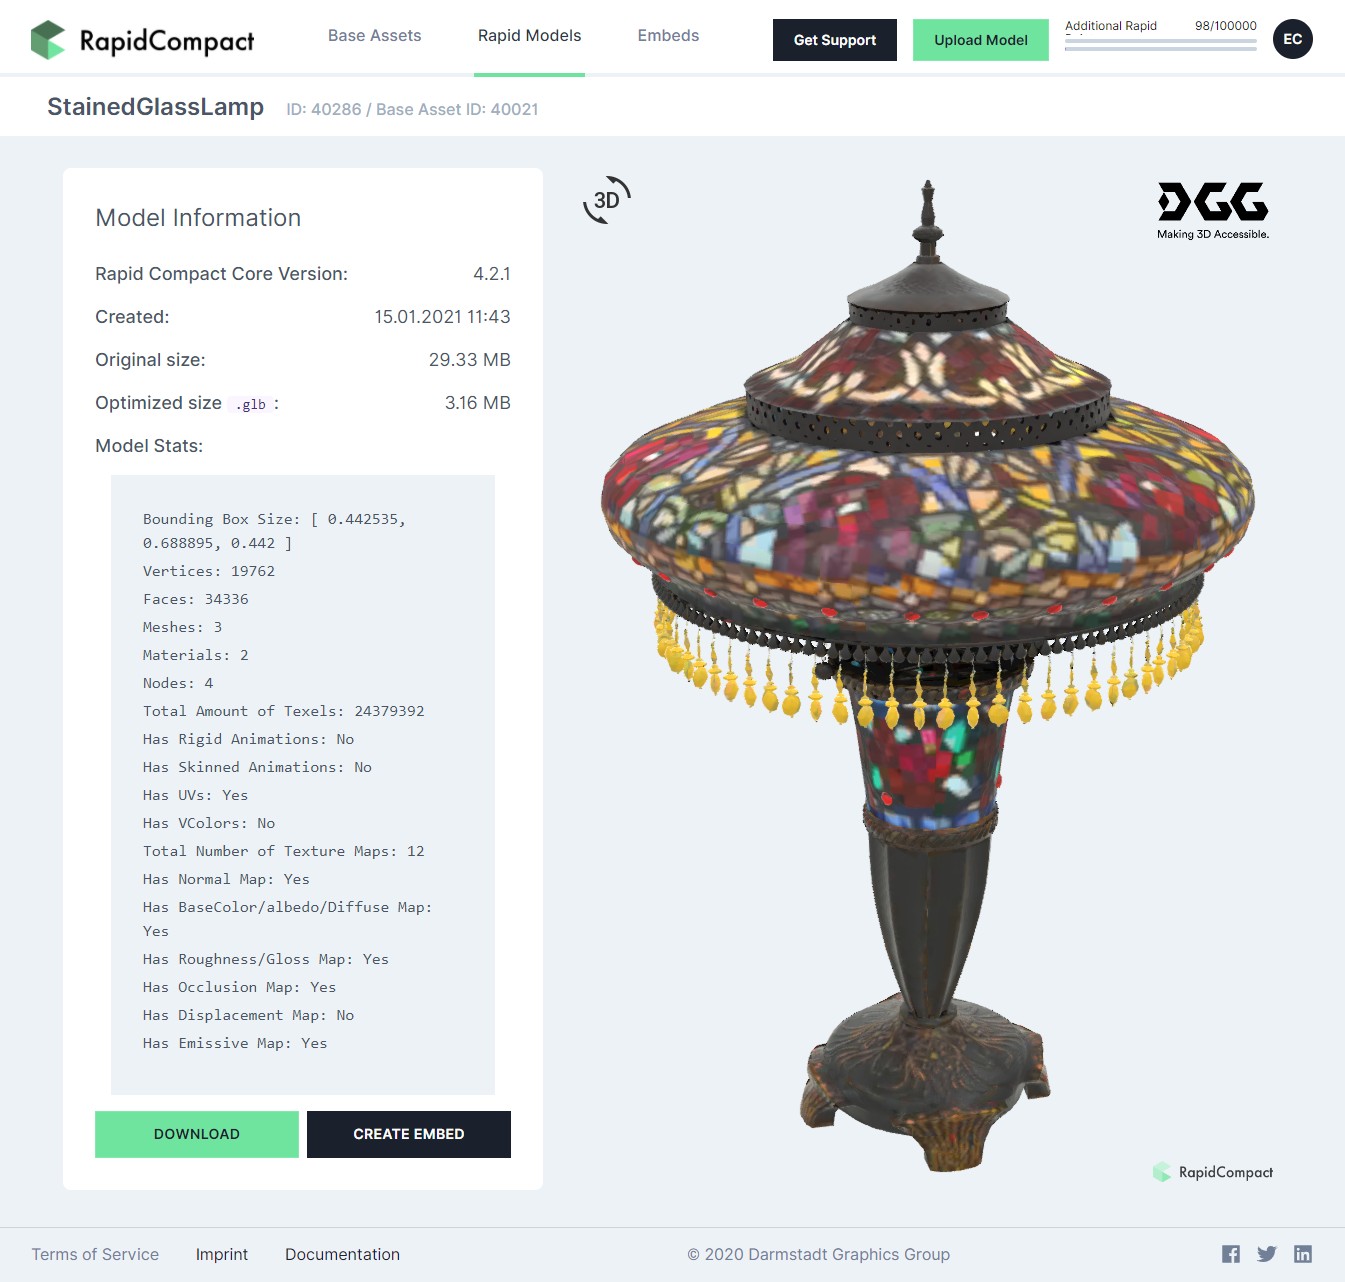 RapidCompact
Base Assets
Rapid Models
Embeds
Get Support
Upload Model
Additional Rapid
98/100000
EC
StainedGlassLamp
ID: 40286 / Base Asset ID: 40021
Model Information
Rapid Compact Core Version: 4.2.1
Created: 15.01.2021 11:43
Original size: 29.33 MB
Optimized size .glb : 3.16 MB
Model Stats:
Bounding Box Size: [ 0.442535,
0.688895, 0.442 ]
Vertices: 19762
Faces: 34336
Meshes: 3
Materials: 2
Nodes: 4
Total Amount of Texels: 24379392
Has Rigid Animations: No
Has Skinned Animations: No
Has UVs: Yes
Has VColors: No
Total Number of Texture Maps: 12
Has Normal Map: Yes
Has BaseColor/albedo/Diffuse Map:
Yes
Has Roughness/Gloss Map: Yes
Has Occlusion Map: Yes
Has Displacement Map: No
Has Emissive Map: Yes
DOWNLOAD
CREATE EMBED
3D
DGG
Making 3D Accessible.
RapidCompact
Terms of Service
Imprint
Documentation
© 2020 Darmstadt Graphics Group